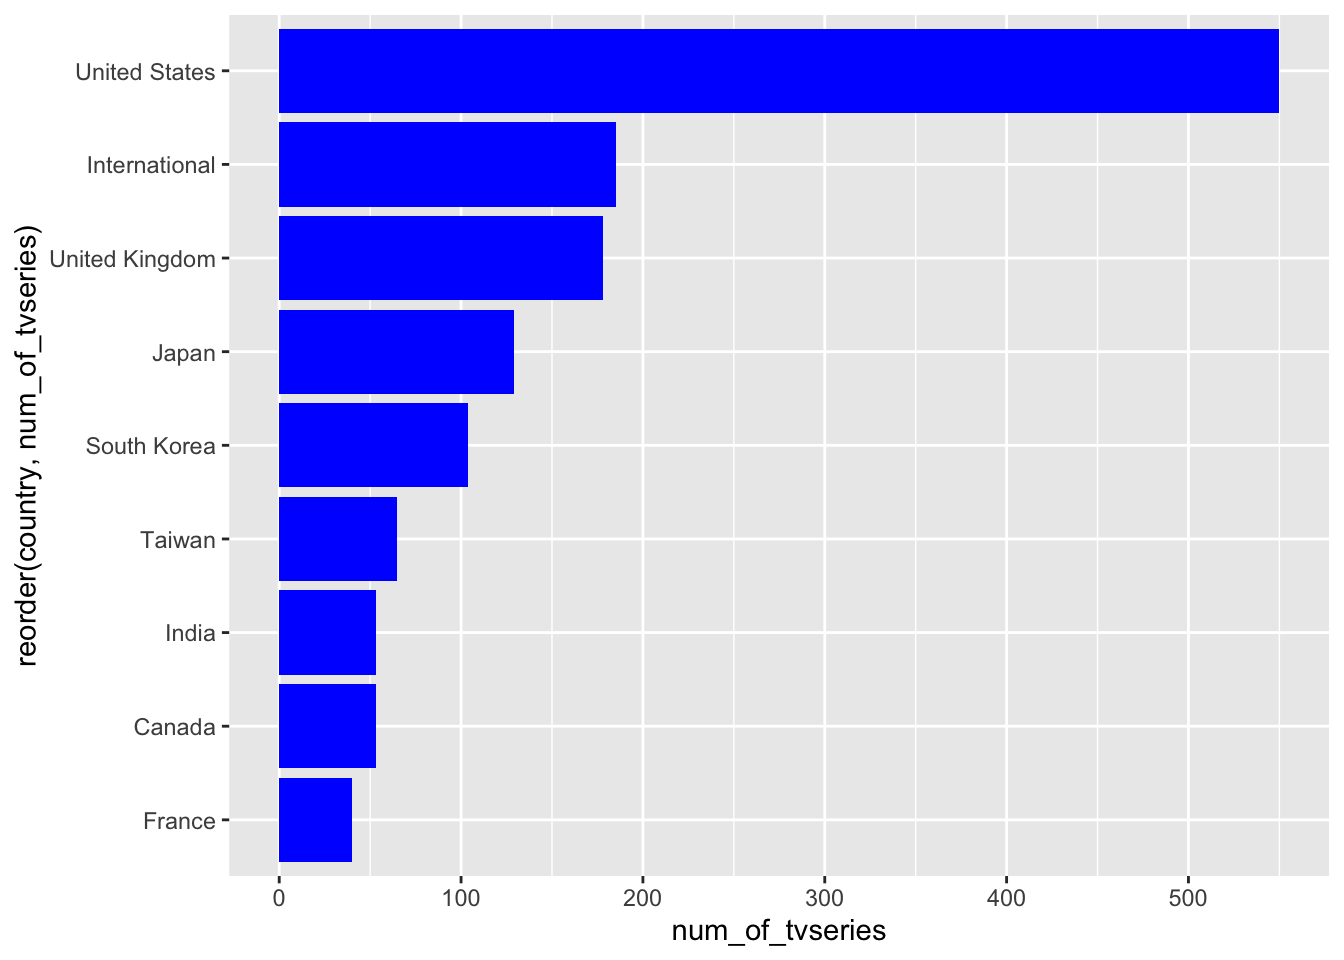 reorder(country, num_of_tvseries)
United States
International
United Kingdom
Japan
South Korea
Taiwan
India
Canada
France
0 100 200 300 400 500
num_of_tvseries